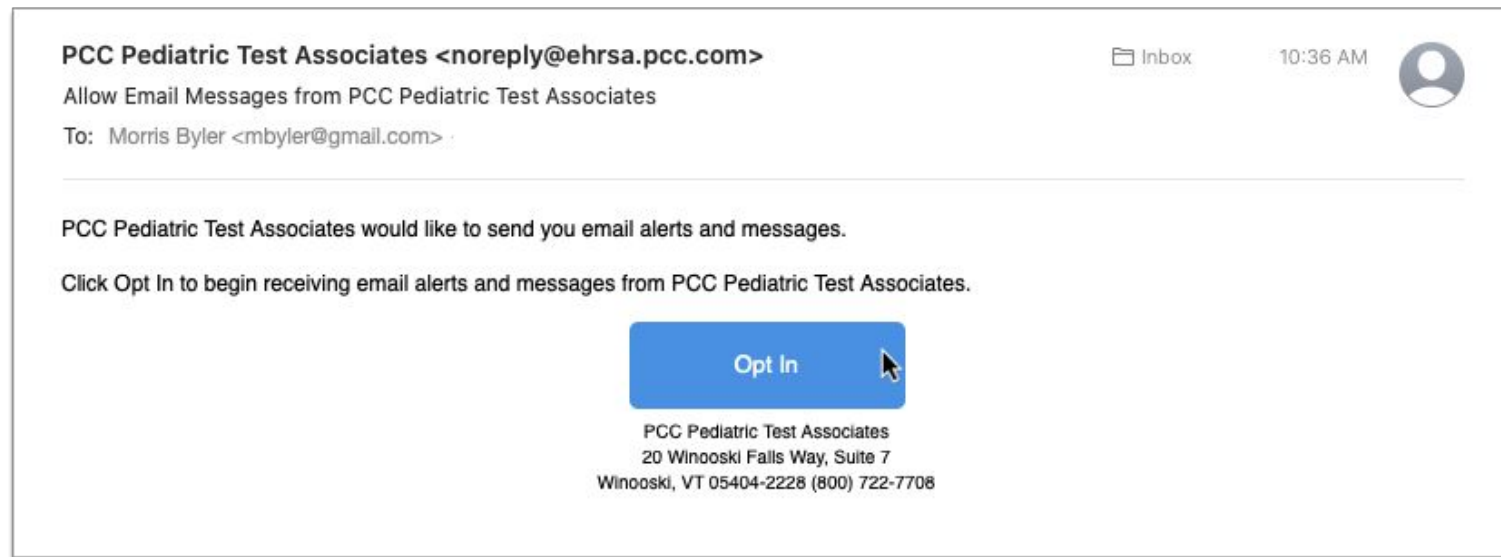 PCC Pediatric Test Associates <noreply@ehrsa.pcc.com>
Inbox
10:36 AM
Allow Email Messages from PCC Pediatric Test Associates
To: Morris Byler <mbyler@gmail.com>
PCC Pediatric Test Associates would like to send you email alerts and messages.
Click Opt In to begin receiving email alerts and messages from PCC Pediatric Test Associates.
Opt In
PCC Pediatric Test Associates
20 Winooski Falls Way, Suite 7
Winooski, VT 05404-2228 (800) 722-7708